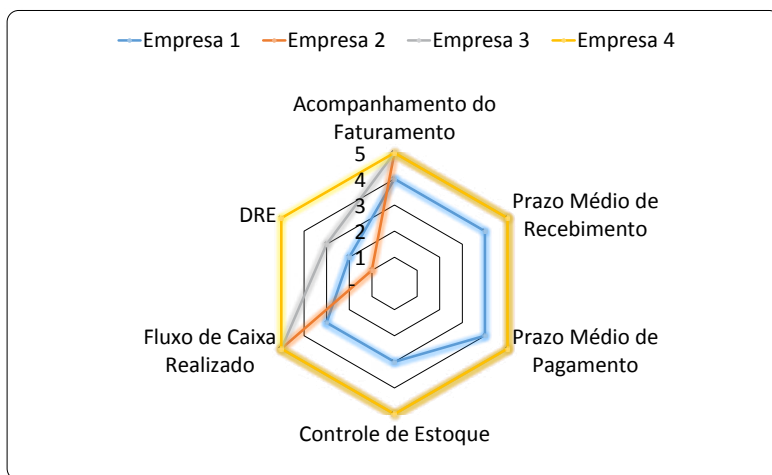 Empresa 1 Empresa 2 Empresa 3 Empresa 4
Acompanhamento do
Faturamento
5
4
3
2
1
-
Prazo Médio de
Recebimento
Prazo Médio de
Pagamento
Controle de Estoque
Fluxo de Caixa
Realizado
DRE